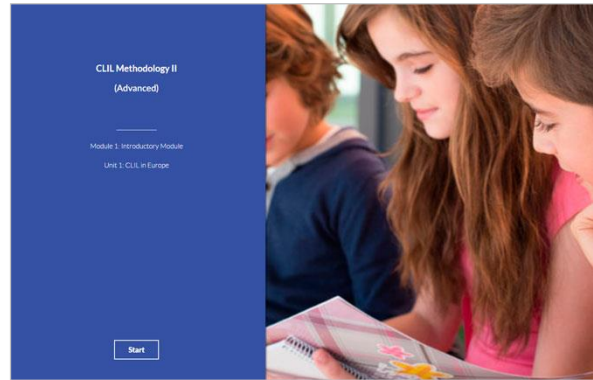 CLIL Methodology II
(Advanced)
Module 1: Introductory Module
Unit 1: CLIL in Europe
Start